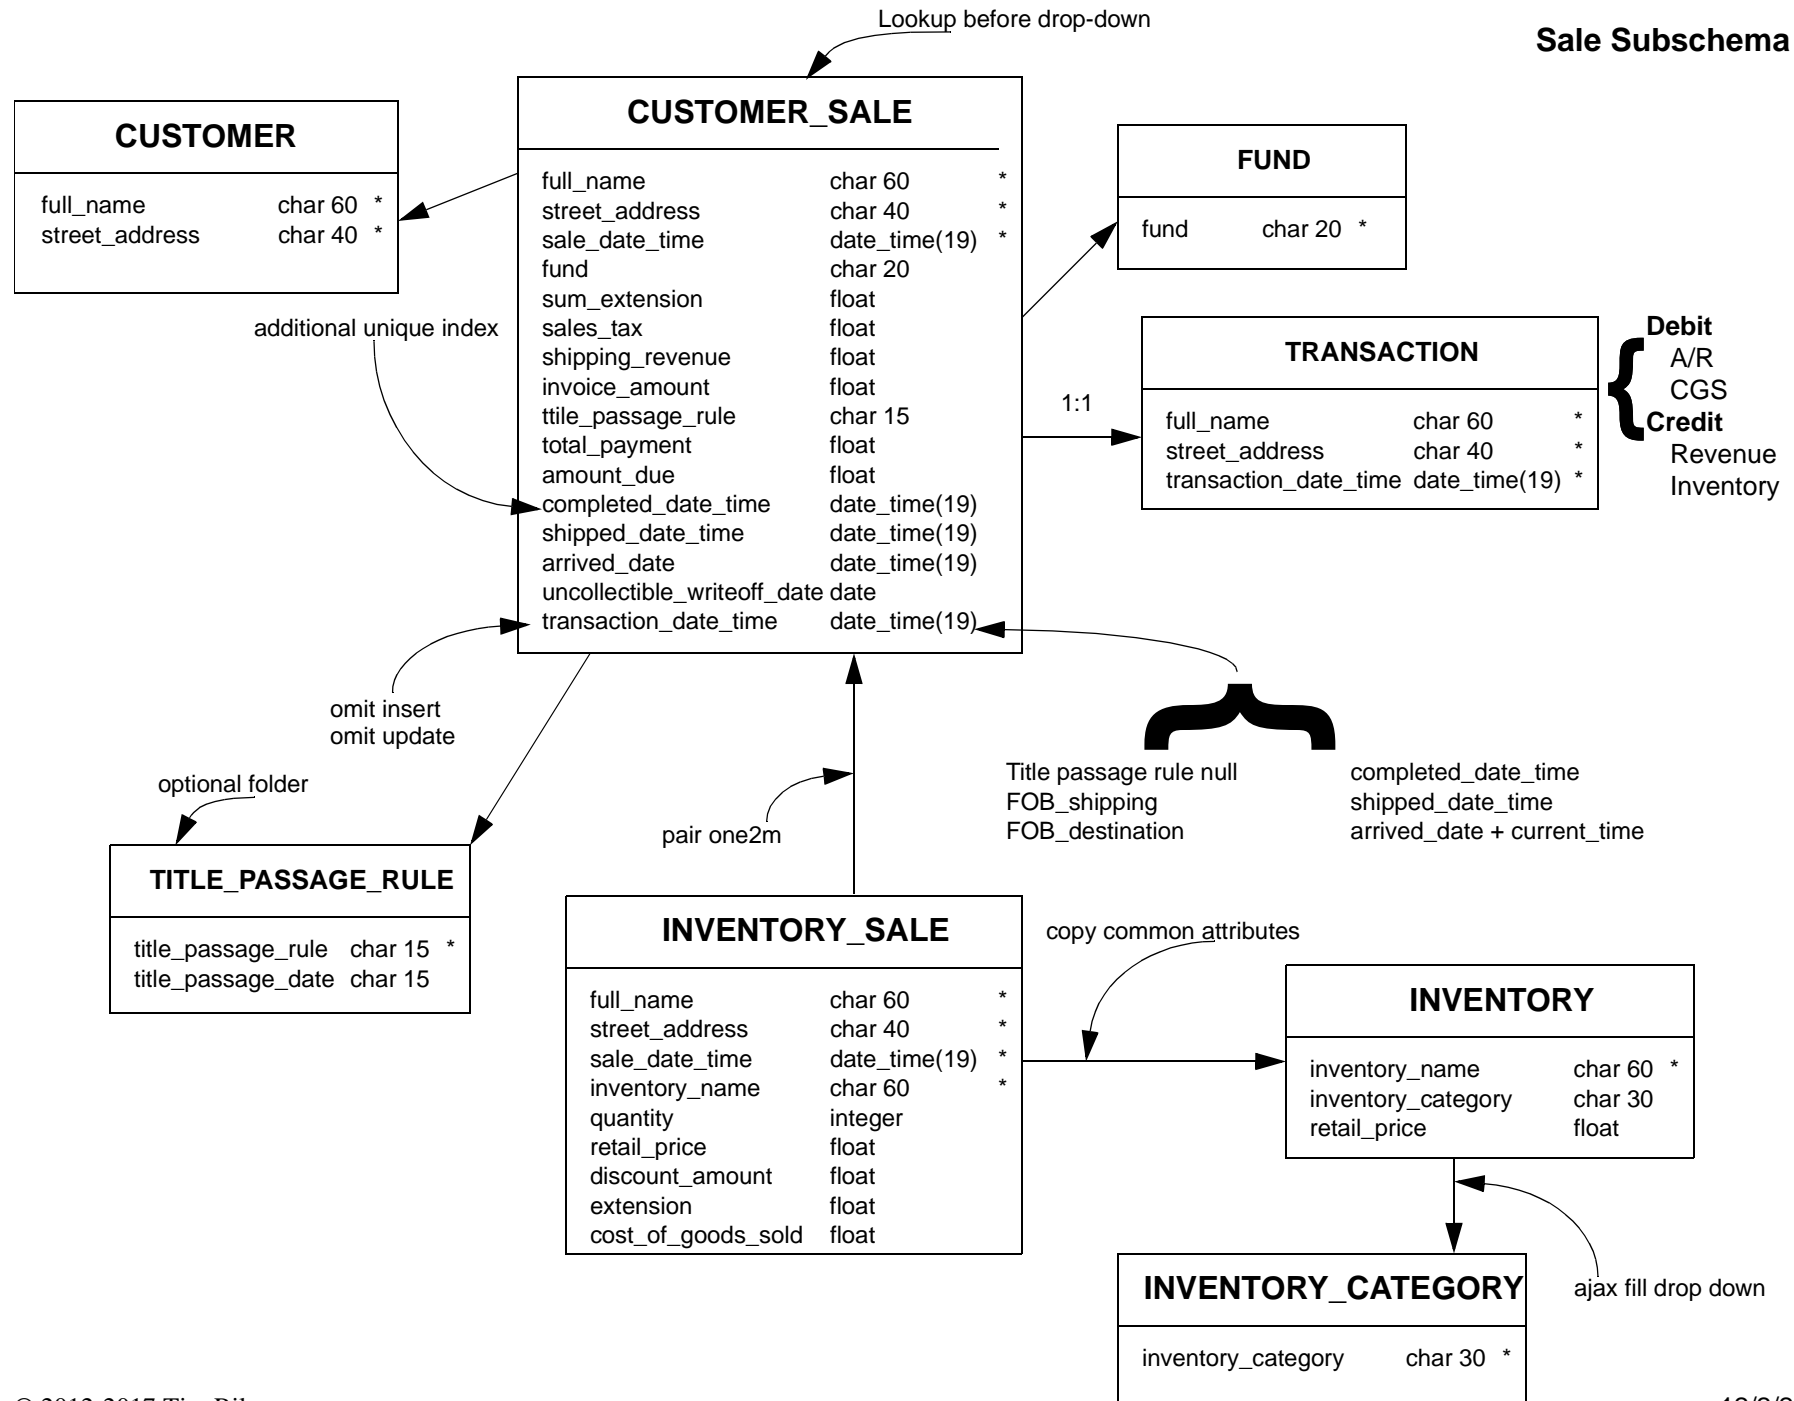 Lookup before drop-down
Sale Subschema
CUSTOMER
full_name char 60 *
street_address char 40 *
CUSTOMER_SALE
full_name char 60 *
street_address char 40 *
sale_date_time date_time(19) *
fund char 20
sum_extension float
sales_tax float
shipping_revenue float
invoice_amount float
ttile_passage_rule char 15
total_payment float
amount_due float
completed_date_time date_time(19)
shipped_date_time date_time(19)
arrived_date date_time(19)
uncollectible_writeoff_date date
transaction_date_time date_time(19)
FUND
fund char 20 *
additional unique index
1:1
TRANSACTION
full_name char 60 *
street_address char 40 *
transaction_date_time date_time(19) *
Debit
A/R
CGS
Credit
Revenue
Inventory
omit insert
omit update
optional folder
pair one2m
Title passage rule null completed_date_time
FOB_shipping shipped_date_time
FOB_destination arrived_date + current_time
TITLE_PASSAGE_RULE
title_passage_rule char 15 *
title_passage_date char 15
INVENTORY_SALE
full_name char 60 *
street_address char 40 *
sale_date_time date_time(19) *
inventory_name char 60 *
quantity integer
retail_price float
discount_amount float
extension float
cost_of_goods_sold float
copy common attributes
INVENTORY
inventory_name char 60 *
inventory_category char 30
retail_price float
ajax fill drop down
INVENTORY_CATEGORY
inventory_category char 30 *